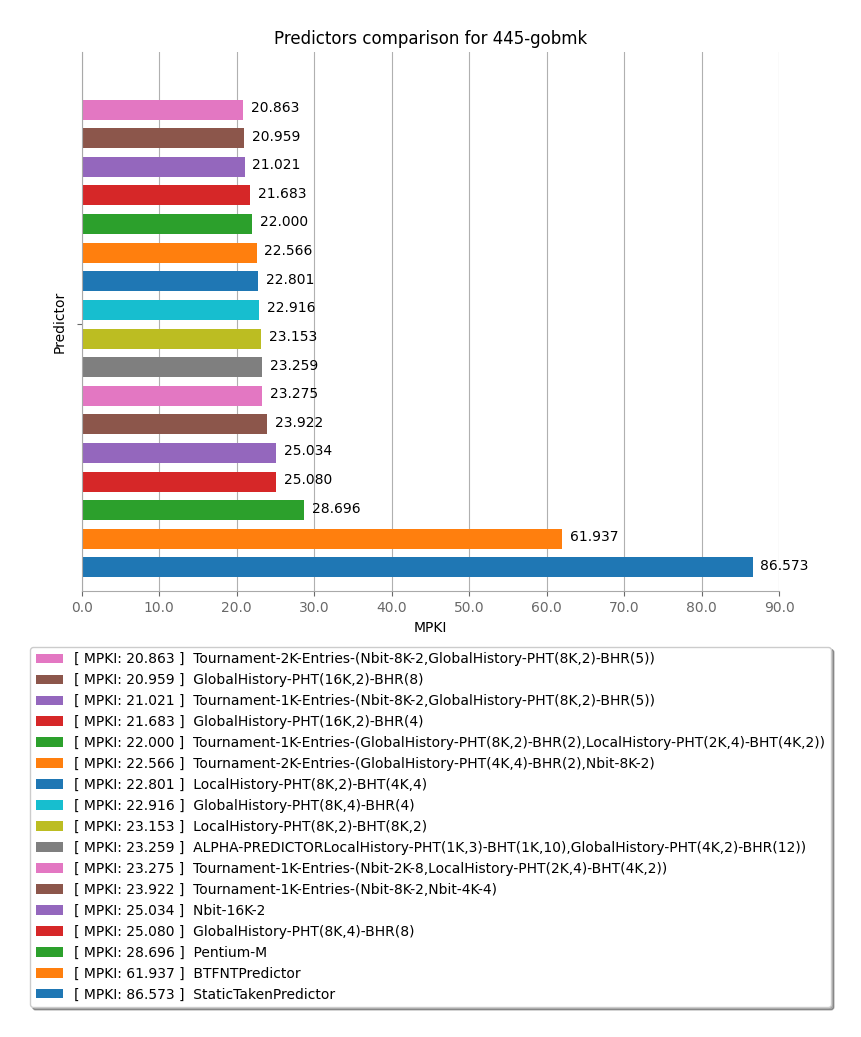 Predictors comparison for 445-gobmk
20.863
20.959
21.021
21.683
22.000
22.566
22.801
22.916
23.153
23.259
23.275
23.922
25.034
25.080
28.696
61.937
86.573
Predictor
0.0 10.0 20.0 30.0 40.0 50.0 60.0 70.0 80.0 90.0
MPKI
[ MPKI: 20.863 ] Tournament-2K-Entries-(Nbit-8K-2,GlobalHistory-PHT(8K,2)-BHR(5))
[ MPKI: 20.959 ] GlobalHistory-PHT(16K,2)-BHR(8)
[ MPKI: 21.021 ] Tournament-1K-Entries-(Nbit-8K-2,GlobalHistory-PHT(8K,2)-BHR(5))
[ MPKI: 21.683 ] GlobalHistory-PHT(16K,2)-BHR(4)
[ MPKI: 22.000 ] Tournament-1K-Entries-(GlobalHistory-PHT(8K,2)-BHR(2),LocalHistory-PHT(2K,4)-BHT(4K,2))
[ MPKI: 22.566 ] Tournament-2K-Entries-(GlobalHistory-PHT(4K,4)-BHR(2),Nbit-8K-2)
[ MPKI: 22.801 ] LocalHistory-PHT(8K,2)-BHT(4K,4)
[ MPKI: 22.916 ] GlobalHistory-PHT(8K,4)-BHR(4)
[ MPKI: 23.153 ] LocalHistory-PHT(8K,2)-BHT(8K,2)
[ MPKI: 23.259 ] ALPHA-PREDICTORLocalHistory-PHT(1K,3)-BHT(1K,10),GlobalHistory-PHT(4K,2)-BHR(12))
[ MPKI: 23.275 ] Tournament-1K-Entries-(Nbit-2K-8,LocalHistory-PHT(2K,4)-BHT(4K,2))
[ MPKI: 23.922 ] Tournament-1K-Entries-(Nbit-8K-2,Nbit-4K-4)
[ MPKI: 25.034 ] Nbit-16K-2
[ MPKI: 25.080 ] GlobalHistory-PHT(8K,4)-BHR(8)
[ MPKI: 28.696 ] Pentium-M
[ MPKI: 61.937 ] BTFNTPredictor
[ MPKI: 86.573 ] StaticTakenPredictor